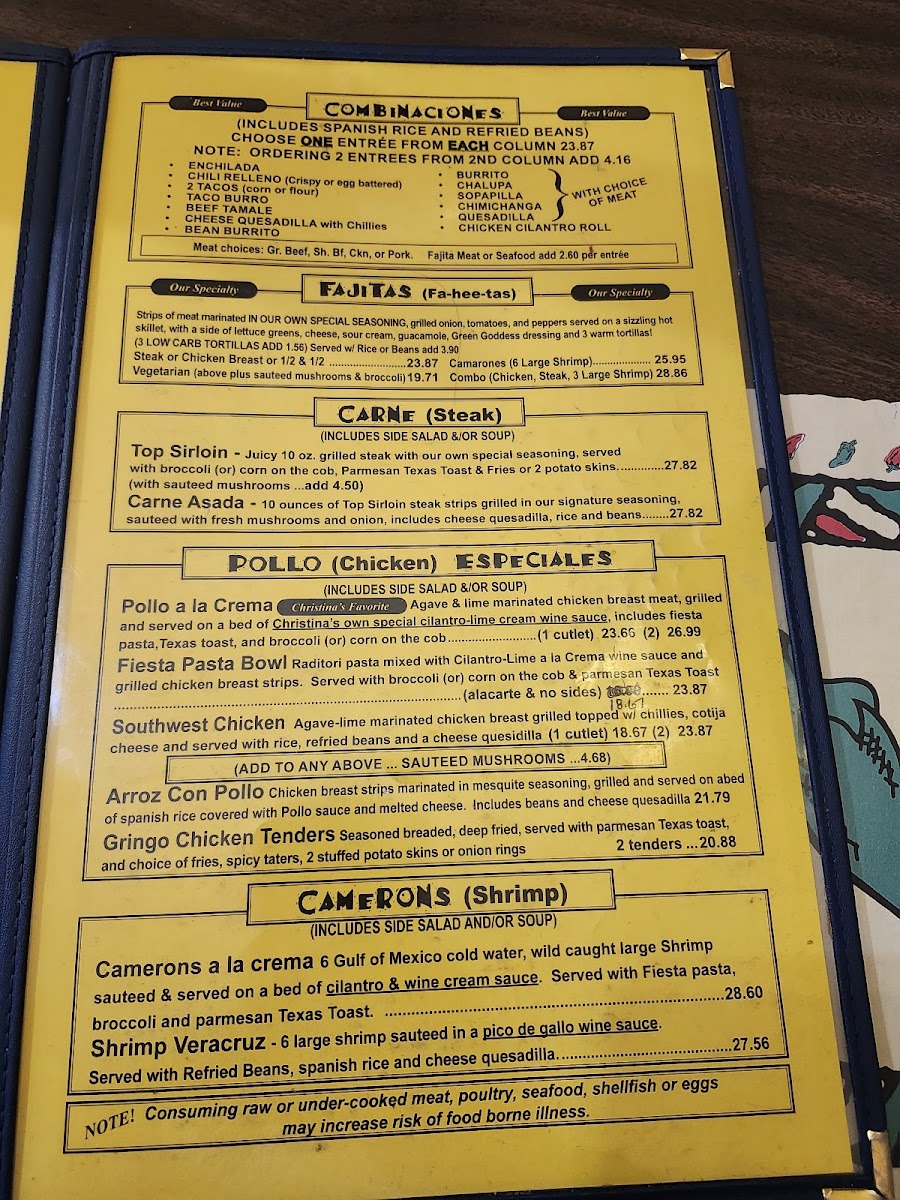 Best Value
COMBINACIONES
Best Value
(INCLUDES SPANISH RICE AND REFRIED BEANS)
CHOOSE ONE ENTRÉE FROM EACH COLUMN 23.87
NOTE: ORDERING 2 ENTREES FROM 2ND COLUMN ADD 4.16
• ENCHILADA
• CHILI RELLENO (Crispy or egg battered)
• 2 TACOS (corn or flour)
• TACO BURRO
• BEEF TAMALE
• CHEESE QUESADILLA with Chillies
• BEAN BURRITO
• BURRITO
• CHALUPA
• SOPAPILLA
• CHIMICHANGA
• QUESADILLA
• CHICKEN CILANTRO ROLL
WITH CHOICE
OF MEAT
Meat choices: Gr. Beef, Sh. Bf, Ckn, or Pork. Fajita Meat or Seafood add 2.60 per entrée
Our Specialty
FAJITAS (Fa-hee-tas)
Our Specialty
Strips of meat marinated IN OUR OWN SPECIAL SEASONING, grilled onion, tomatoes, and peppers served on a sizzling hot
skillet, with a side of lettuce greens, cheese, sour cream, guacamole, Green Goddess dressing and 3 warm tortillas!
(3 LOW CARB TORTILLAS ADD 1.56) Served w/ Rice or Beans add 3.90
Steak or Chicken Breast or 1/2 & 1/2 ........................23.87 Camarones (6 Large Shrimp).................. 25.95
Vegetarian (above plus sauteed mushrooms & broccoli)19.71 Combo (Chicken, Steak, 3 Large Shrimp) 28.86
CARNE (Steak)
(INCLUDES SIDE SALAD &/OR SOUP)
Top Sirloin - Juicy 10 oz. grilled steak with our own special seasoning, served
with broccoli (or) corn on the cob, Parmesan Texas Toast & Fries or 2 potato skins.............27.82
(with sauteed mushrooms ...add 4.50)
Carne Asada - 10 ounces of Top Sirloin steak strips grilled in our signature seasoning,
sauteed with fresh mushrooms and onion, includes cheese quesadilla, rice and beans........27.82
POLLO (Chicken) ESPECIALES
(INCLUDES SIDE SALAD &/OR SOUP)
Pollo a la Crema Christina's Favorite Agave & lime marinated chicken breast meat, grilled
and served on a bed of Christina's own special cilantro-lime cream wine sauce, includes fiesta
pasta,Texas toast, and broccoli (or) corn on the cob.........................(1 cutlet) 23.66 (2) 26.99
Fiesta Pasta Bowl Raditori pasta mixed with Cilantro-Lime a la Crema wine sauce and
grilled chicken breast strips. Served with broccoli (or) corn on the cob & parmesan Texas Toast
..........................................................................................(alacarte & no sides) ....... 23.87
18.67
Southwest Chicken Agave-lime marinated chicken breast grilled topped w/ chillies, cotija
cheese and served with rice, refried beans and a cheese quesidilla (1 cutlet) 18.67 (2) 23.87
(ADD TO ANY ABOVE ... SAUTEED MUSHROOMS ...4.68)
Arroz Con Pollo Chicken breast strips marinated in mesquite seasoning, grilled and served on abed
of spanish rice covered with Pollo sauce and melted cheese. Includes beans and cheese quesadilla 21.79
Gringo Chicken Tenders Seasoned breaded, deep fried, served with parmesan Texas toast,
and choice of fries, spicy taters, 2 stuffed potato skins or onion rings 2 tenders ...20.88
CAMERONS (Shrimp)
(INCLUDES SIDE SALAD AND/OR SOUP)
Camerons a la crema 6 Gulf of Mexico cold water, wild caught large Shrimp
sauteed & served on a bed of cilantro & wine cream sauce. Served with Fiesta pasta,
broccoli and parmesan Texas Toast. ....................................................................................28.60
Shrimp Veracruz - 6 large shrimp sauteed in a pico de gallo wine sauce.
Served with Refried Beans, spanish rice and cheese quesadilla.........................................27.56
NOTE! Consuming raw or under-cooked meat, poultry, seafood, shellfish or eggs
may increase risk of food borne illness.